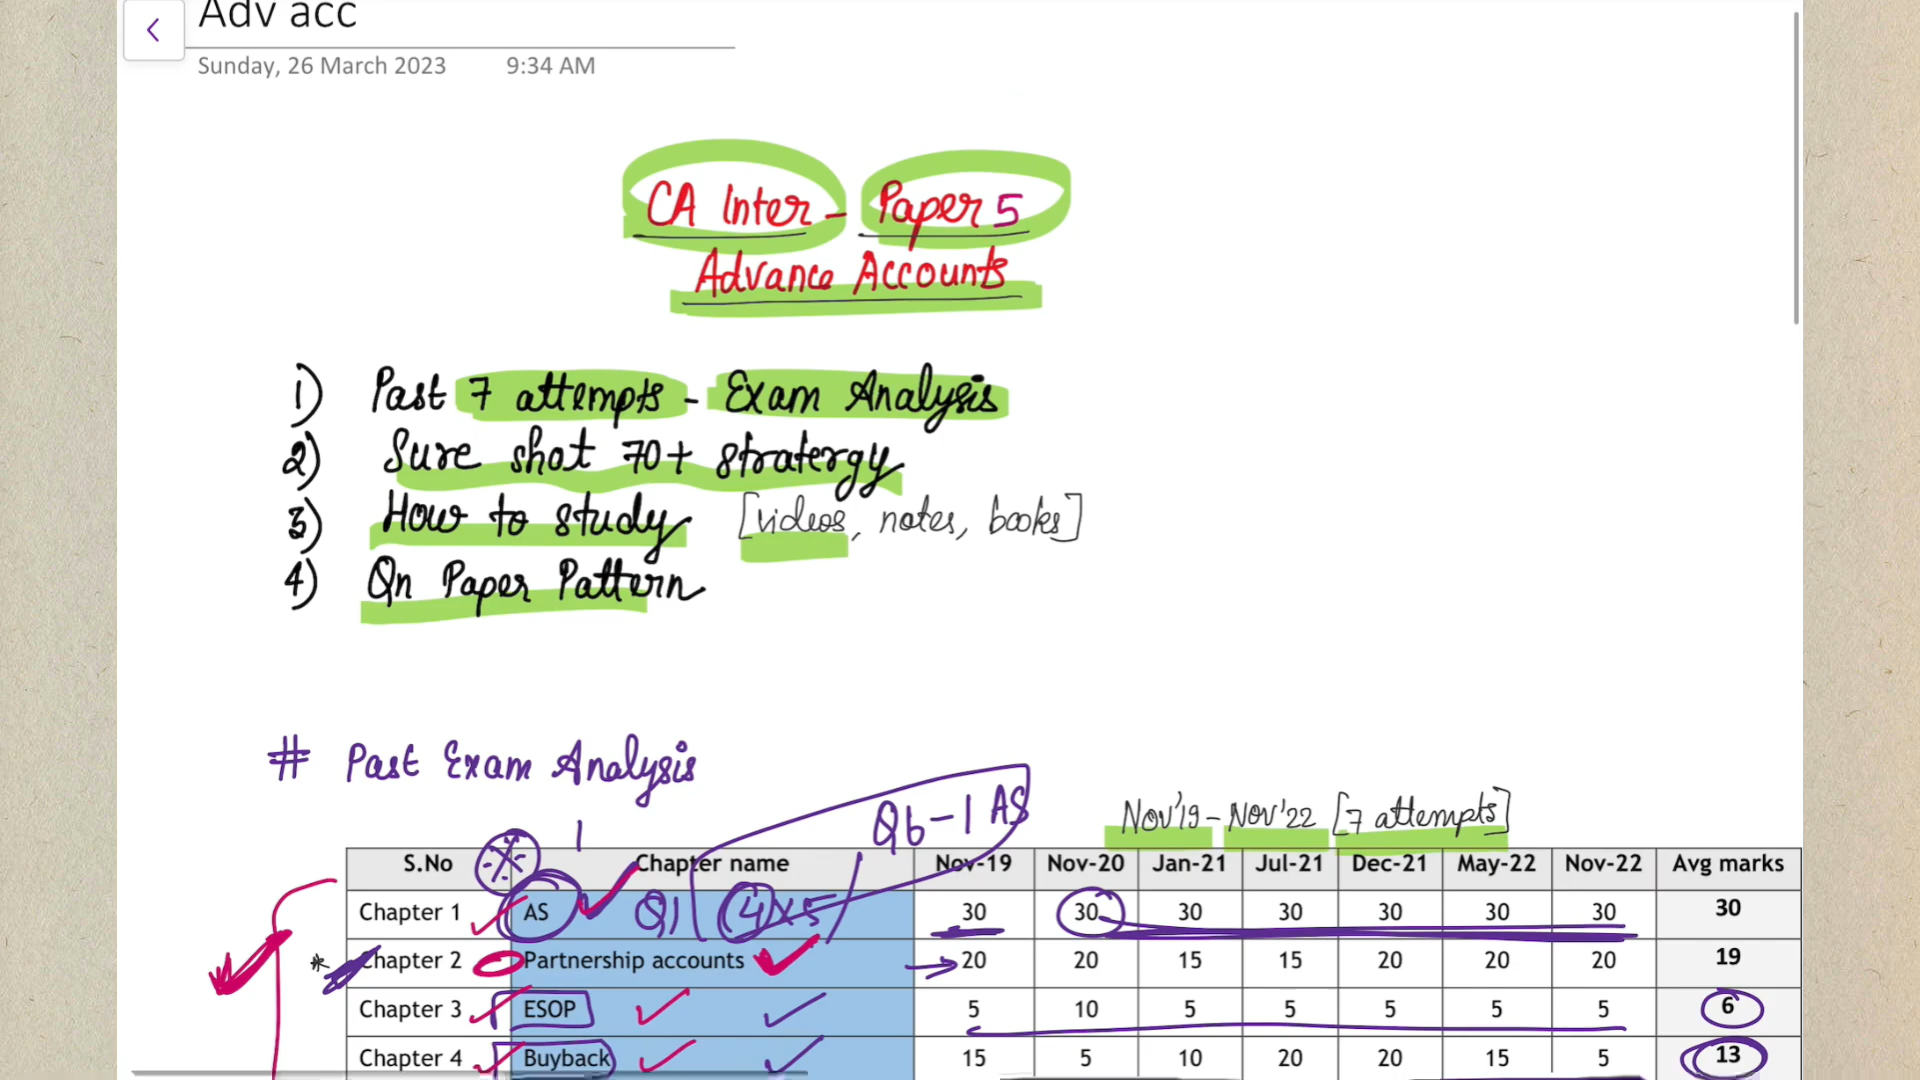 Adv acc
Sunday, 26 March 2023 9:34 AM
CA Inter - Paper 5
Advance Accounts
1) Past 7 attempts - Exam Analysis
2) Sure shot 70+ stratergy
3) How to study [videos, notes, books]
4) Qn Paper Pattern
# Past Exam Analysis
Q6-1 AS
Nov'19 - Nov'22 [7 attempts]
S.No Chapter name Nov-19 Nov-20 Jan-21 Jul-21 Dec-21 May-22 Nov-22 Avg marks
Chapter 1 AS Q1 4x5 30 30 30 30 30 30 30 30
* Chapter 2 Partnership accounts 20 20 15 15 20 20 20 19
Chapter 3 ESOP 5 10 5 5 5 5 5 6
Chapter 4 Buyback 15 5 10 20 20 15 5 13